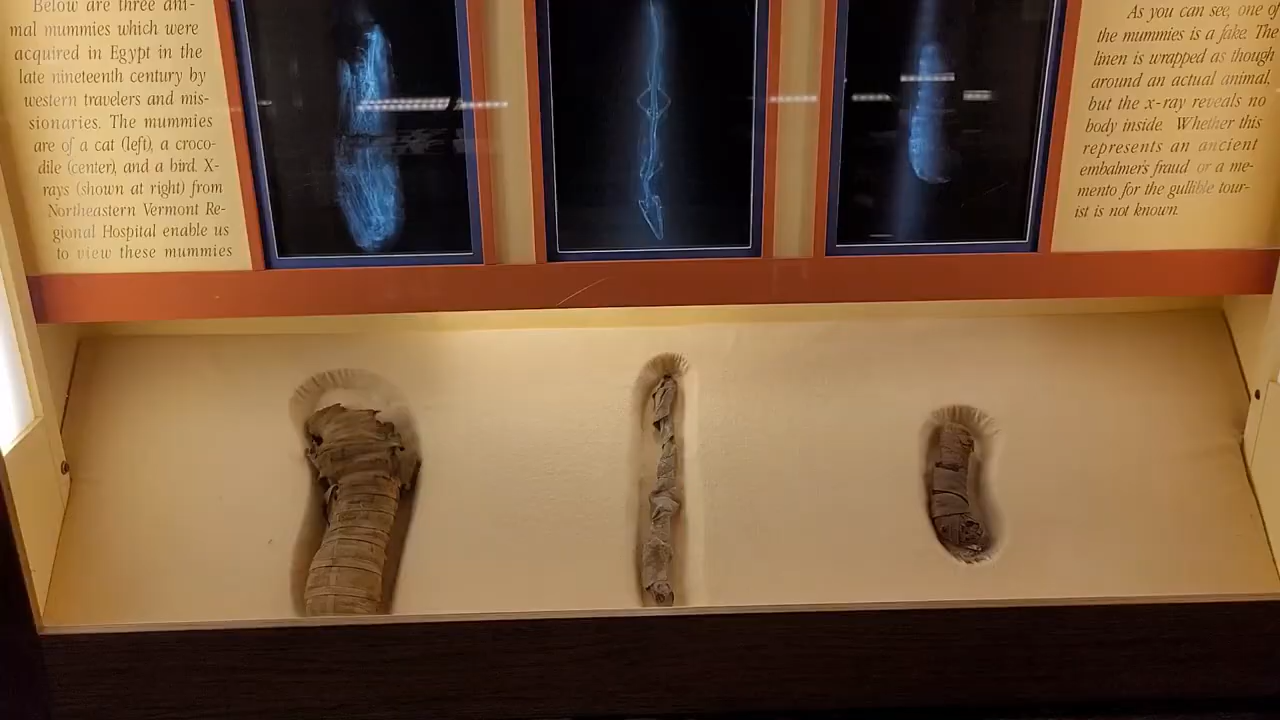 Below are three ani-
mal mummies which were
acquired in Egypt in the
late nineteenth century by
western travelers and mis-
sionaries. The mummies
are of a cat (left), a croco-
dile (center), and a bird. X-
rays (shown at right) from
Northeastern Vermont Re-
gional Hospital enable us
to view these mummies
As you can see, one of
the mummies is a fake. The
linen is wrapped as though
around an actual animal,
but the x-ray reveals no
body inside. Whether this
represents an ancient
embalmer's fraud or a me-
mento for the gullible tour-
ist is not known.